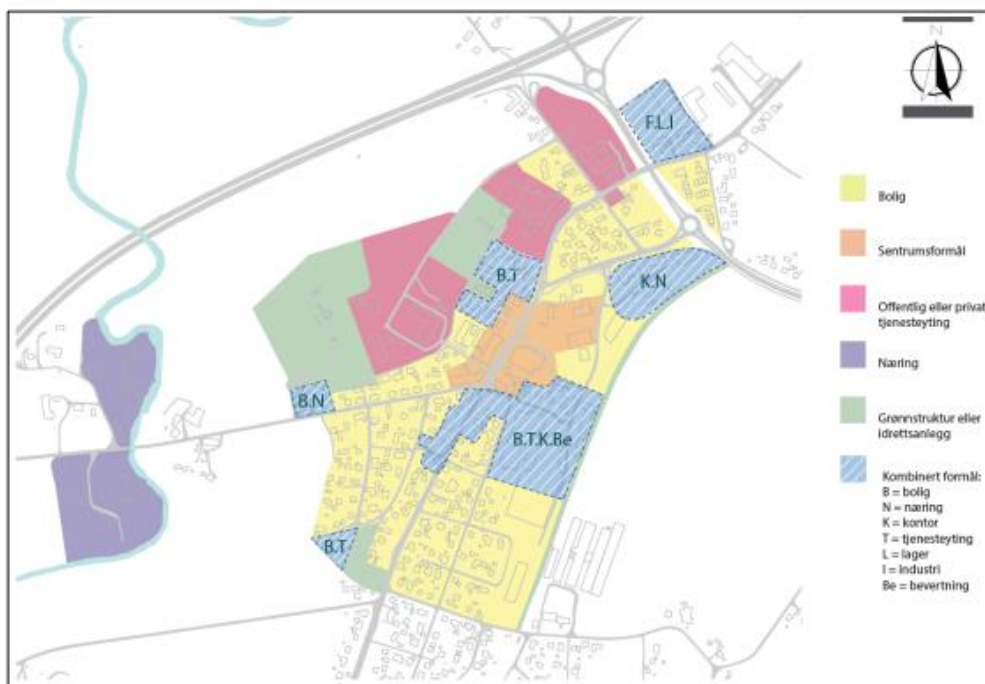 N
F.L.I
B.T
K.N
B.N
B.T.K.Be
B.T
Bolig
Sentrumsformål
Offentlig eller privat
tjenesteyting
Næring
Grønnstruktur eller
idrettsanlegg
Kombinert formål:
B = bolig
N = næring
K = kontor
T = tjenesteyting
L = lager
I = industri
Be = bevertning